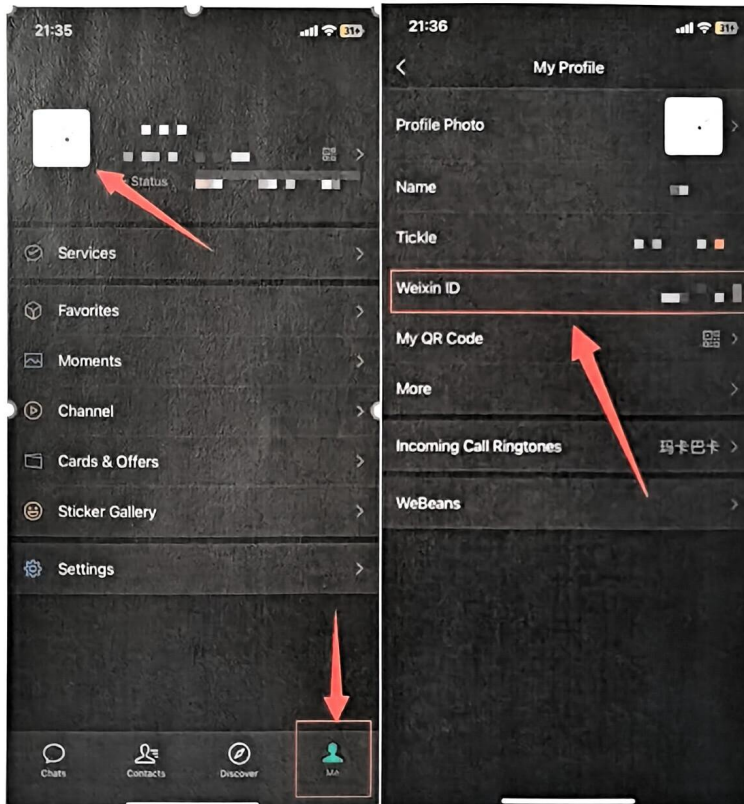 21:35
31
Status
Services
Favorites
Moments
Channel
Cards & Offers
Sticker Gallery
Settings
Chats
Contacts
Discover
Me
21:36
31
My Profile
Profile Photo
Name
Tickle
Weixin ID
My QR Code
More
Incoming Call Ringtones 玛卡巴卡
WeBeans